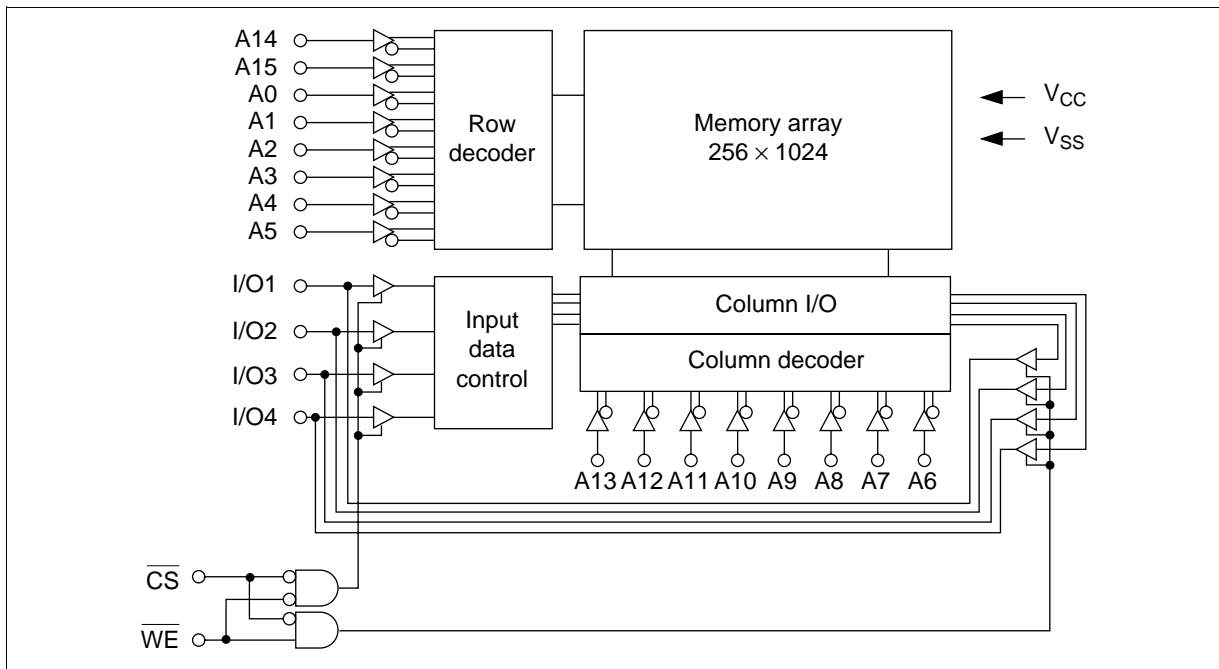 A14
A15
A0
A1
A2
A3
A4
A5
Row
decoder
Memory array
256 × 1024
VCC
VSS
I/O1
I/O2
I/O3
I/O4
Input
data
control
Column I/O
Column decoder
A13 A12 A11 A10 A9 A8 A7 A6
CS
WE